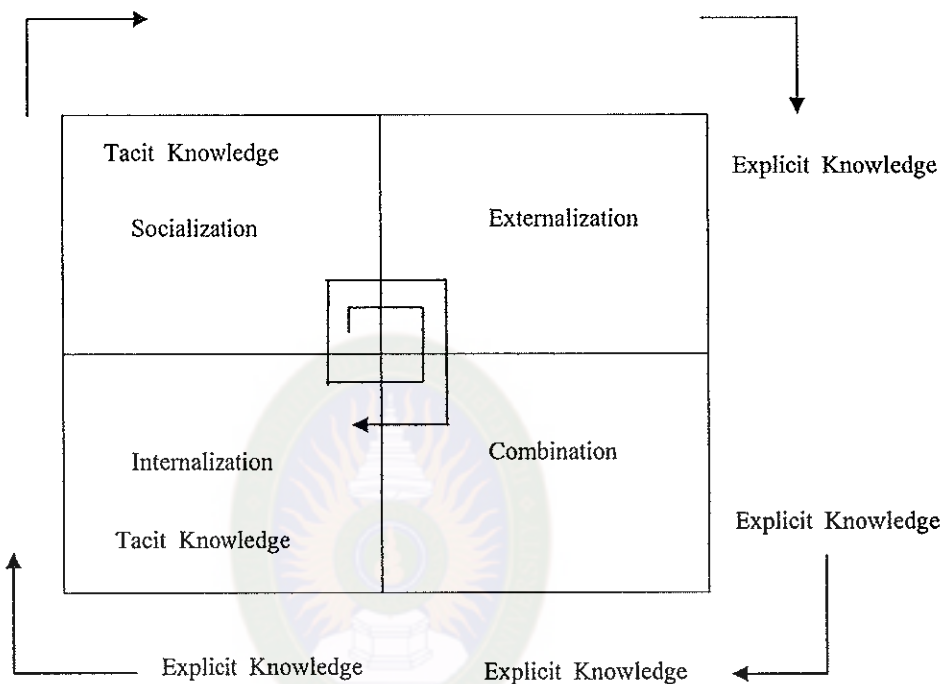 Tacit Knowledge
Explicit Knowledge
Socialization
Externalization
Internalization
Combination
Tacit Knowledge
Explicit Knowledge
Explicit Knowledge
Explicit Knowledge